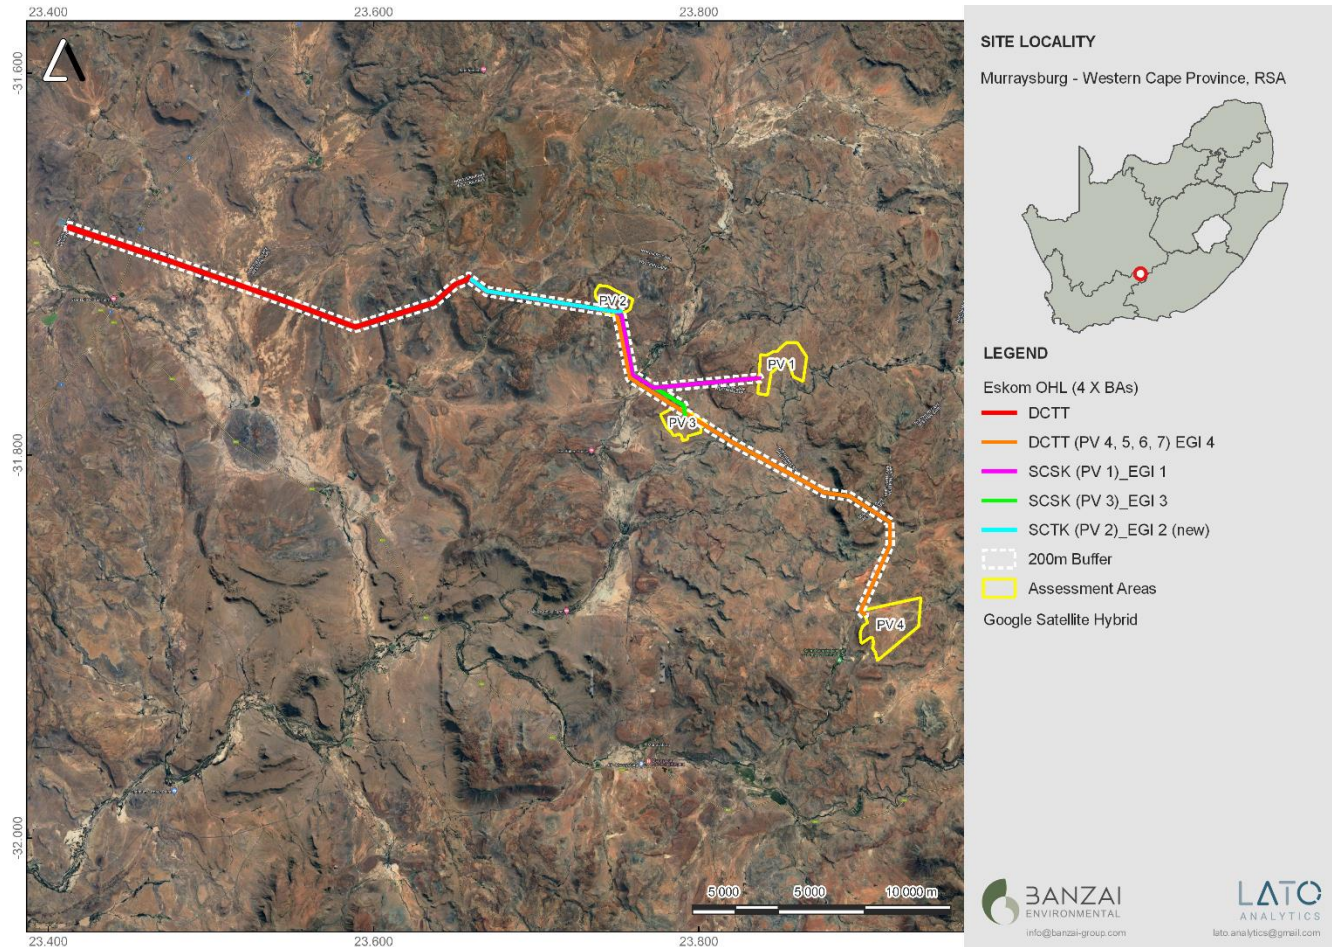 23.400
23.600
23.800
-31.600
-31.800
-32.000
PV 2
PV 1
PV 3
PV 4
5 000
5 000
10 000 m
23.400
23.600
23.800
SITE LOCALITY
Murraysburg - Western Cape Province, RSA
LEGEND
Eskom OHL (4 X BAs)
DCTT
DCTT (PV 4, 5, 6, 7) EGI 4
SCSK (PV 1)_EGI 1
SCSK (PV 3)_EGI 3
SCTK (PV 2)_EGI 2 (new)
200m Buffer
Assessment Areas
Google Satellite Hybrid
BANZAI
ENVIRONMENTAL
info@banzai-group.com
LATO
ANALYTICS
lato.analytics@gmail.com